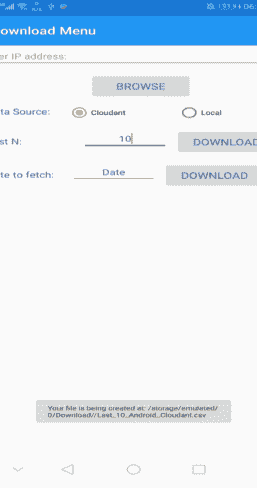 ownload Menu
er IP address:
BROWSE
ta Source:
Cloudant
Local
st N:
10
DOWNLOAD
te to fetch:
Date
DOWNLOAD
Your file is being created at: /storage/emulated/
0/Download//Last_10_Android_Cloudant.csv